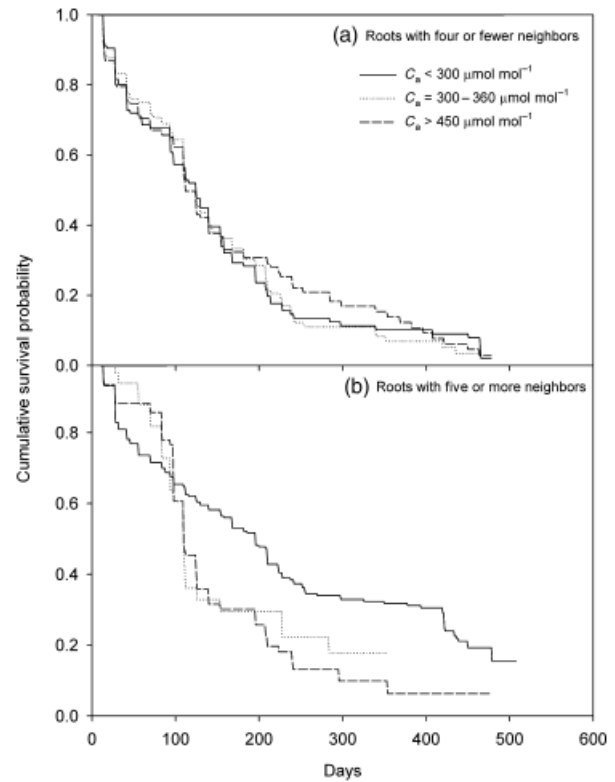 (a) Roots with four or fewer neighbors
Cₐ < 300 μmol mol⁻¹
Cₐ = 300 – 360 μmol mol⁻¹
Cₐ > 450 μmol mol⁻¹
1.0
0.8
0.6
0.4
0.2
0.0
(b) Roots with five or more neighbors
0.8
0.6
0.4
0.2
0.0
Cumulative survival probability
0 100 200 300 400 500 600
Days